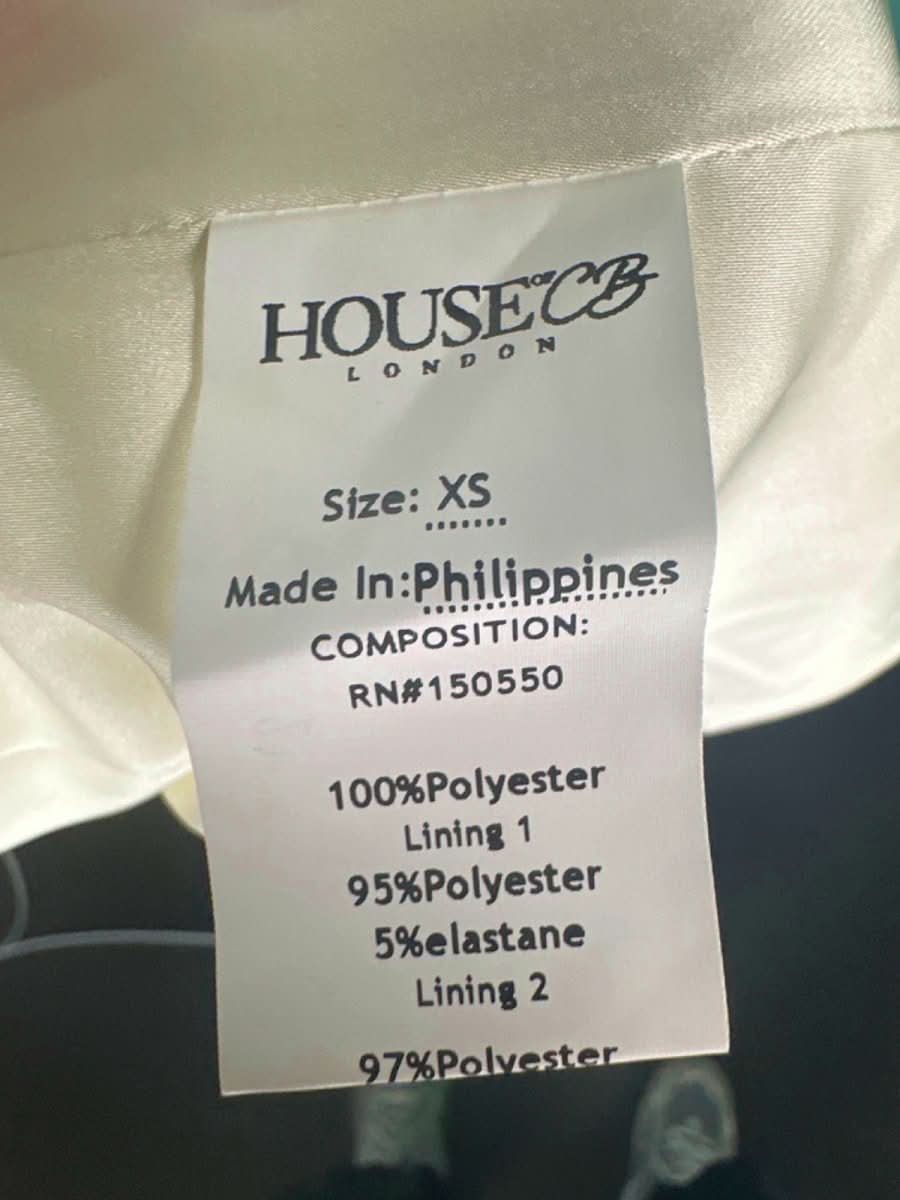 HOUSE OF CB
LONDON
Size: XS
Made In:Philippines
COMPOSITION:
RN#150550
100%Polyester
Lining 1
95%Polyester
5%elastane
Lining 2
97%Polyester